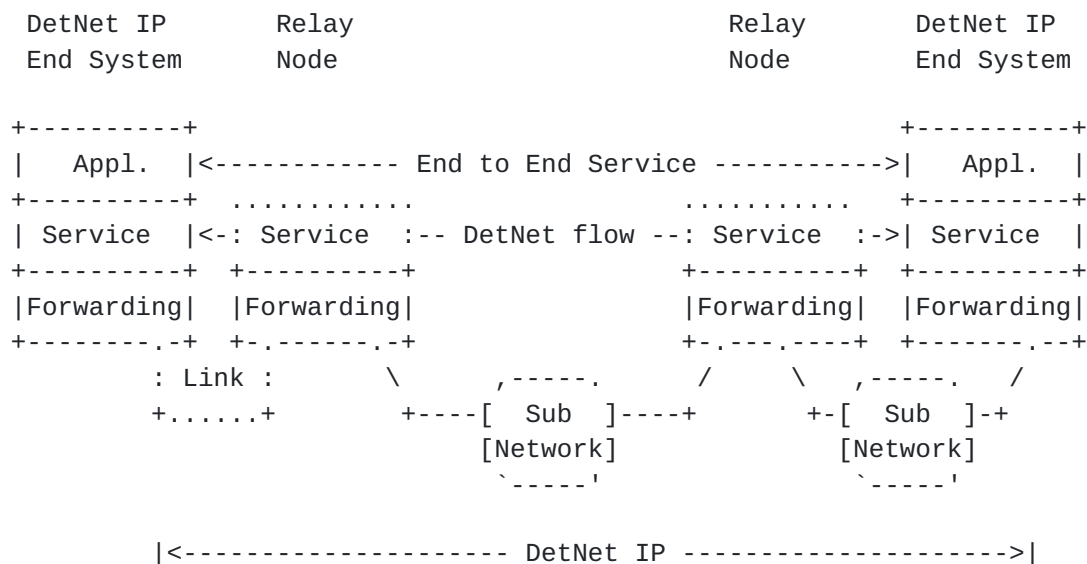 DetNet IP       Relay                        Relay       DetNet IP
 End System      Node                         Node        End System

+----------+                                             +----------+
|   Appl.  |<------------ End to End Service ----------->|   Appl.  |
+----------+  ............                 ...........   +----------+
| Service  |<-: Service  :-- DetNet flow --: Service  :->| Service  |
+----------+  +----------+                 +----------+  +----------+
|Forwarding|  |Forwarding|                 |Forwarding|  |Forwarding|
+--------.-+  +-.------.-+                 +-.---.----+  +-------.--+
         : Link :       \      ,-----.      /     \   ,-----.   /
         +......+        +----[  Sub  ]----+       +-[  Sub  ]-+
                              [Network]              [Network]
                               `-----'                `-----'

         |<--------------------- DetNet IP --------------------->|